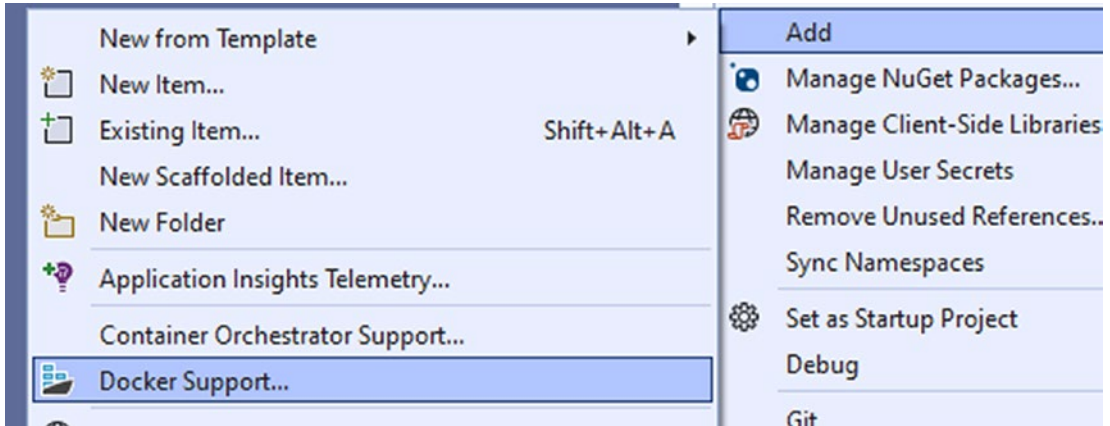 New from Template
New Item...
Existing Item... Shift+Alt+A
New Scaffolded Item...
New Folder
Application Insights Telemetry...
Container Orchestrator Support...
Docker Support...
Add
Manage NuGet Packages...
Manage Client-Side Libraries
Manage User Secrets
Remove Unused References..
Sync Namespaces
Set as Startup Project
Debug
Git